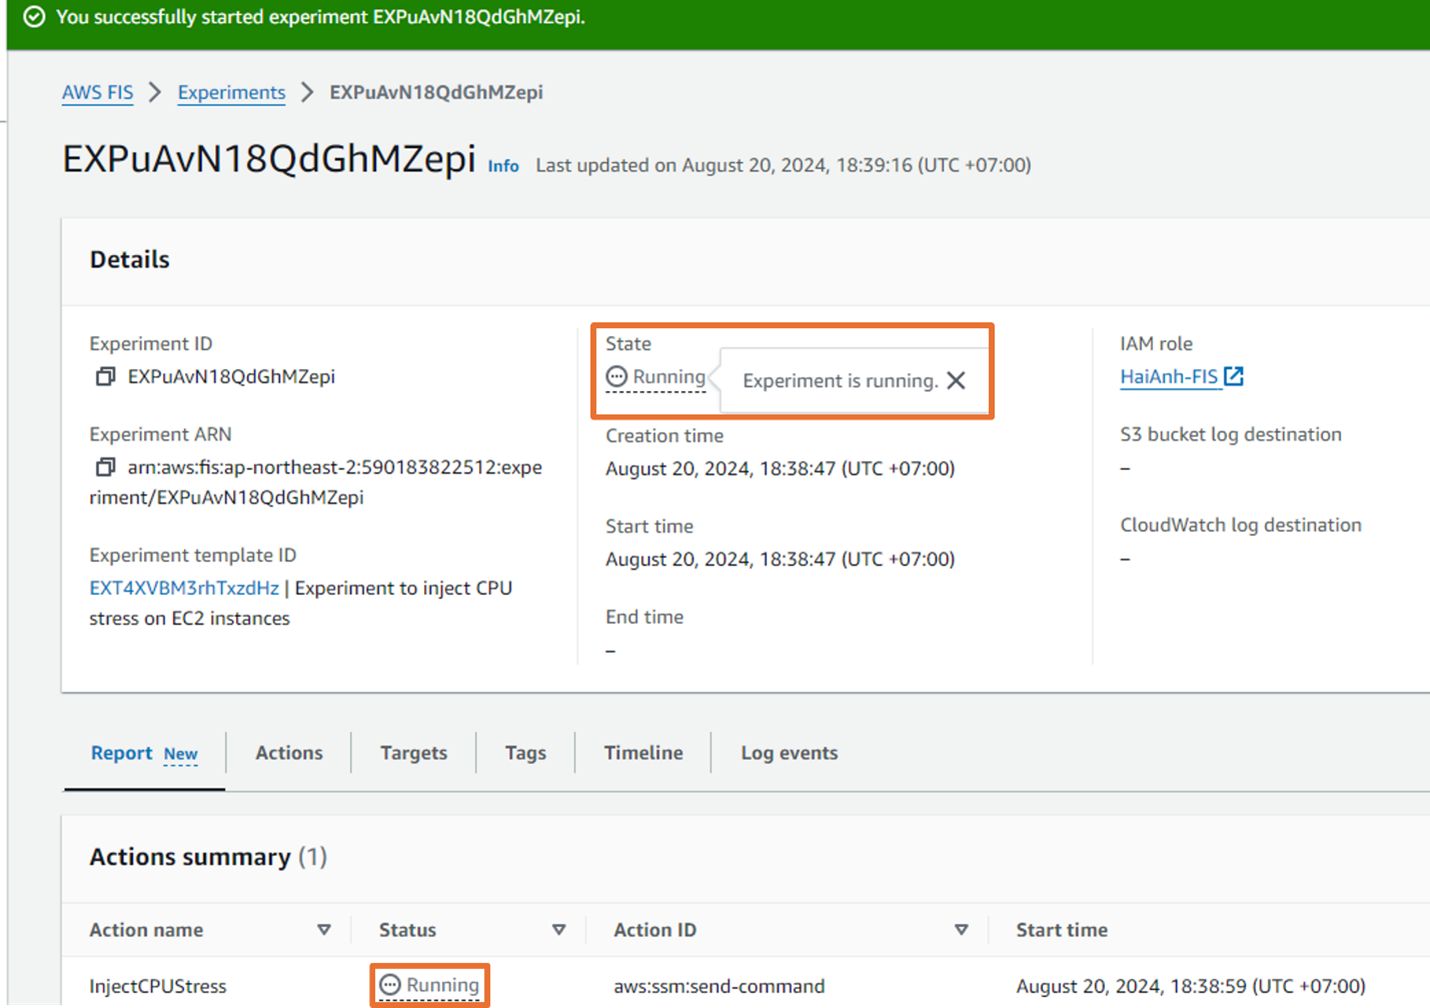 You successfully started experiment EXPuAvN18QdGhMZepi.
AWS FIS > Experiments > EXPuAvN18QdGhMZepi
EXPuAvN18QdGhMZepi Info Last updated on August 20, 2024, 18:39:16 (UTC +07:00)
Details
Experiment ID
EXPuAvN18QdGhMZepi
Experiment ARN
arn:aws:fis:ap-northeast-2:590183822512:expe
riment/EXPuAvN18QdGhMZepi
Experiment template ID
EXT4XVBM3rhTxzdHz | Experiment to inject CPU
stress on EC2 instances
State
Running
Experiment is running.
Creation time
August 20, 2024, 18:38:47 (UTC +07:00)
Start time
August 20, 2024, 18:38:47 (UTC +07:00)
End time
–
IAM role
HaiAnh-FIS
S3 bucket log destination
–
CloudWatch log destination
–
Report New
Actions
Targets
Tags
Timeline
Log events
Actions summary (1)
Action name
Status
Action ID
Start time
InjectCPUStress
Running
aws:ssm:send-command
August 20, 2024, 18:38:59 (UTC +07:00)